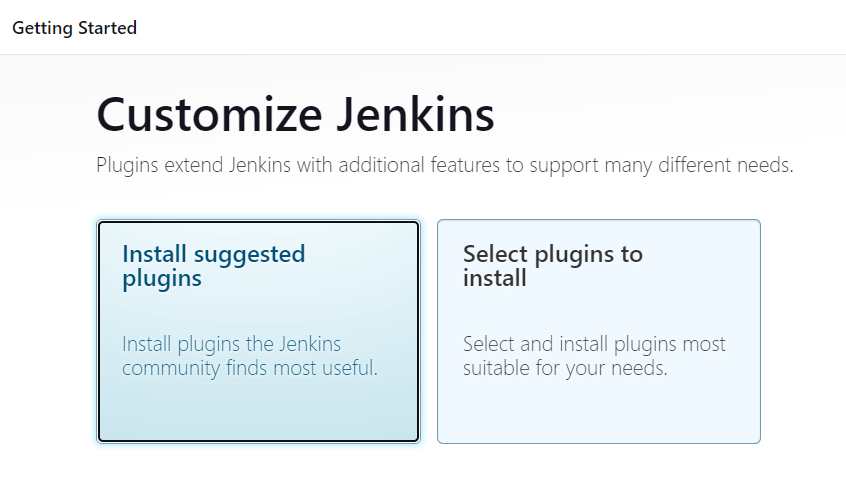 Getting Started
Customize Jenkins
Plugins extend Jenkins with additional features to support many different needs.
Install suggested
plugins
Install plugins the Jenkins
community finds most useful.
Select plugins to
install
Select and install plugins most
suitable for your needs.